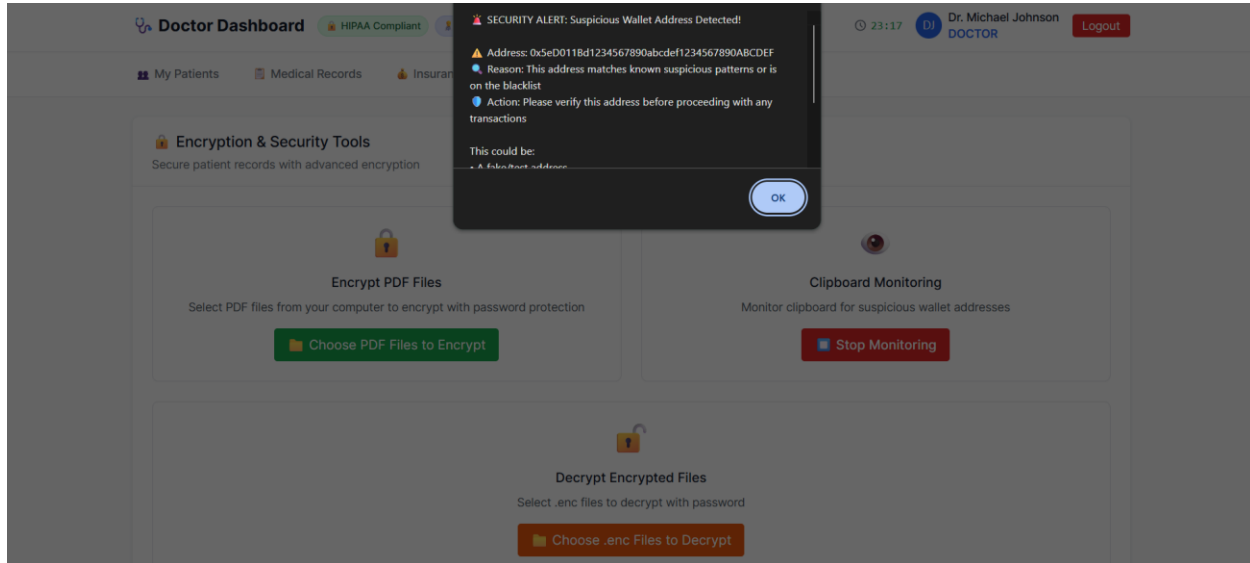 Doctor Dashboard
HIPAA Compliant
SECURITY ALERT: Suspicious Wallet Address Detected!
Address: 0x5eD011Bd1234567890abcdef1234567890ABCDEF
Reason: This address matches known suspicious patterns or is
on the blacklist
Action: Please verify this address before proceeding with any
transactions
This could be:
• A fake/test address
OK
23:17
DJ
Dr. Michael Johnson
DOCTOR
Logout
My Patients
Medical Records
Encryption & Security Tools
Secure patient records with advanced encryption
Encrypt PDF Files
Select PDF files from your computer to encrypt with password protection
Choose PDF Files to Encrypt
Clipboard Monitoring
Monitor clipboard for suspicious wallet addresses
Stop Monitoring
Decrypt Encrypted Files
Select .enc files to decrypt with password
Choose .enc Files to Decrypt